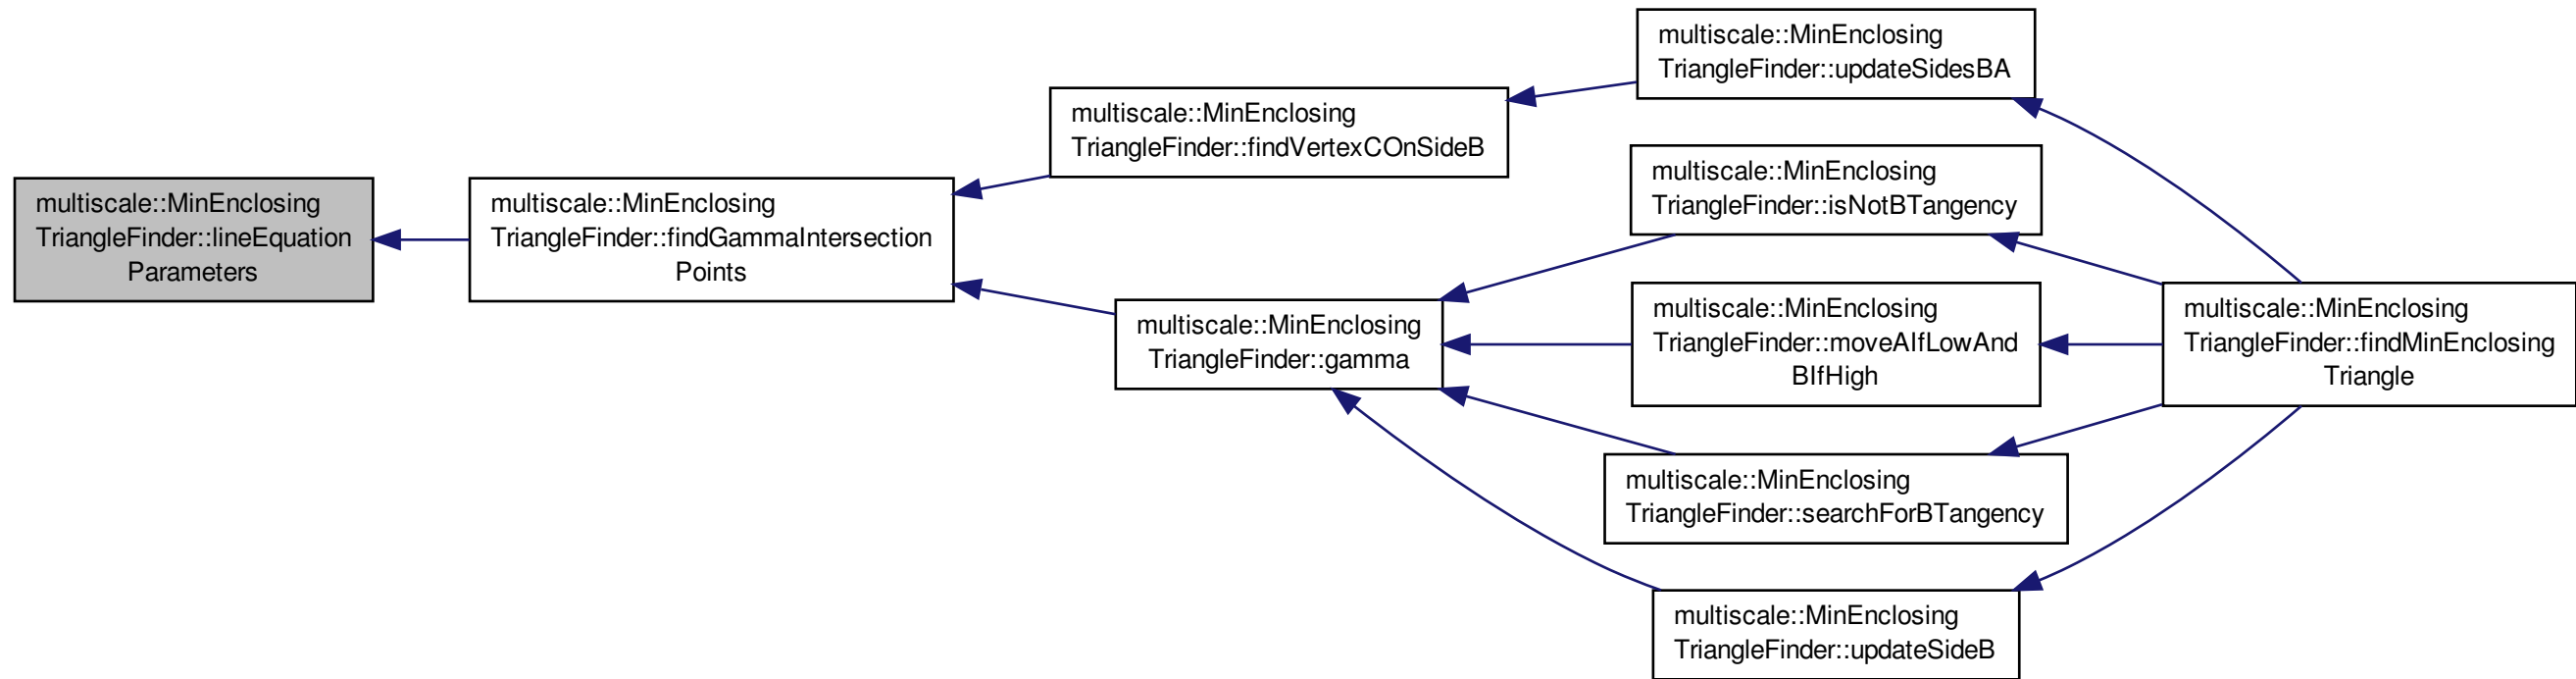 multiscale::MinEnclosing
TriangleFinder::lineEquation
Parameters
multiscale::MinEnclosing
TriangleFinder::findGammaIntersection
Points
multiscale::MinEnclosing
TriangleFinder::findVertexCOnSideB
multiscale::MinEnclosing
TriangleFinder::gamma
multiscale::MinEnclosing
TriangleFinder::updateSidesBA
multiscale::MinEnclosing
TriangleFinder::isNotBTangency
multiscale::MinEnclosing
TriangleFinder::moveAIfLowAnd
BIfHigh
multiscale::MinEnclosing
TriangleFinder::searchForBTangency
multiscale::MinEnclosing
TriangleFinder::updateSideB
multiscale::MinEnclosing
TriangleFinder::findMinEnclosing
Triangle